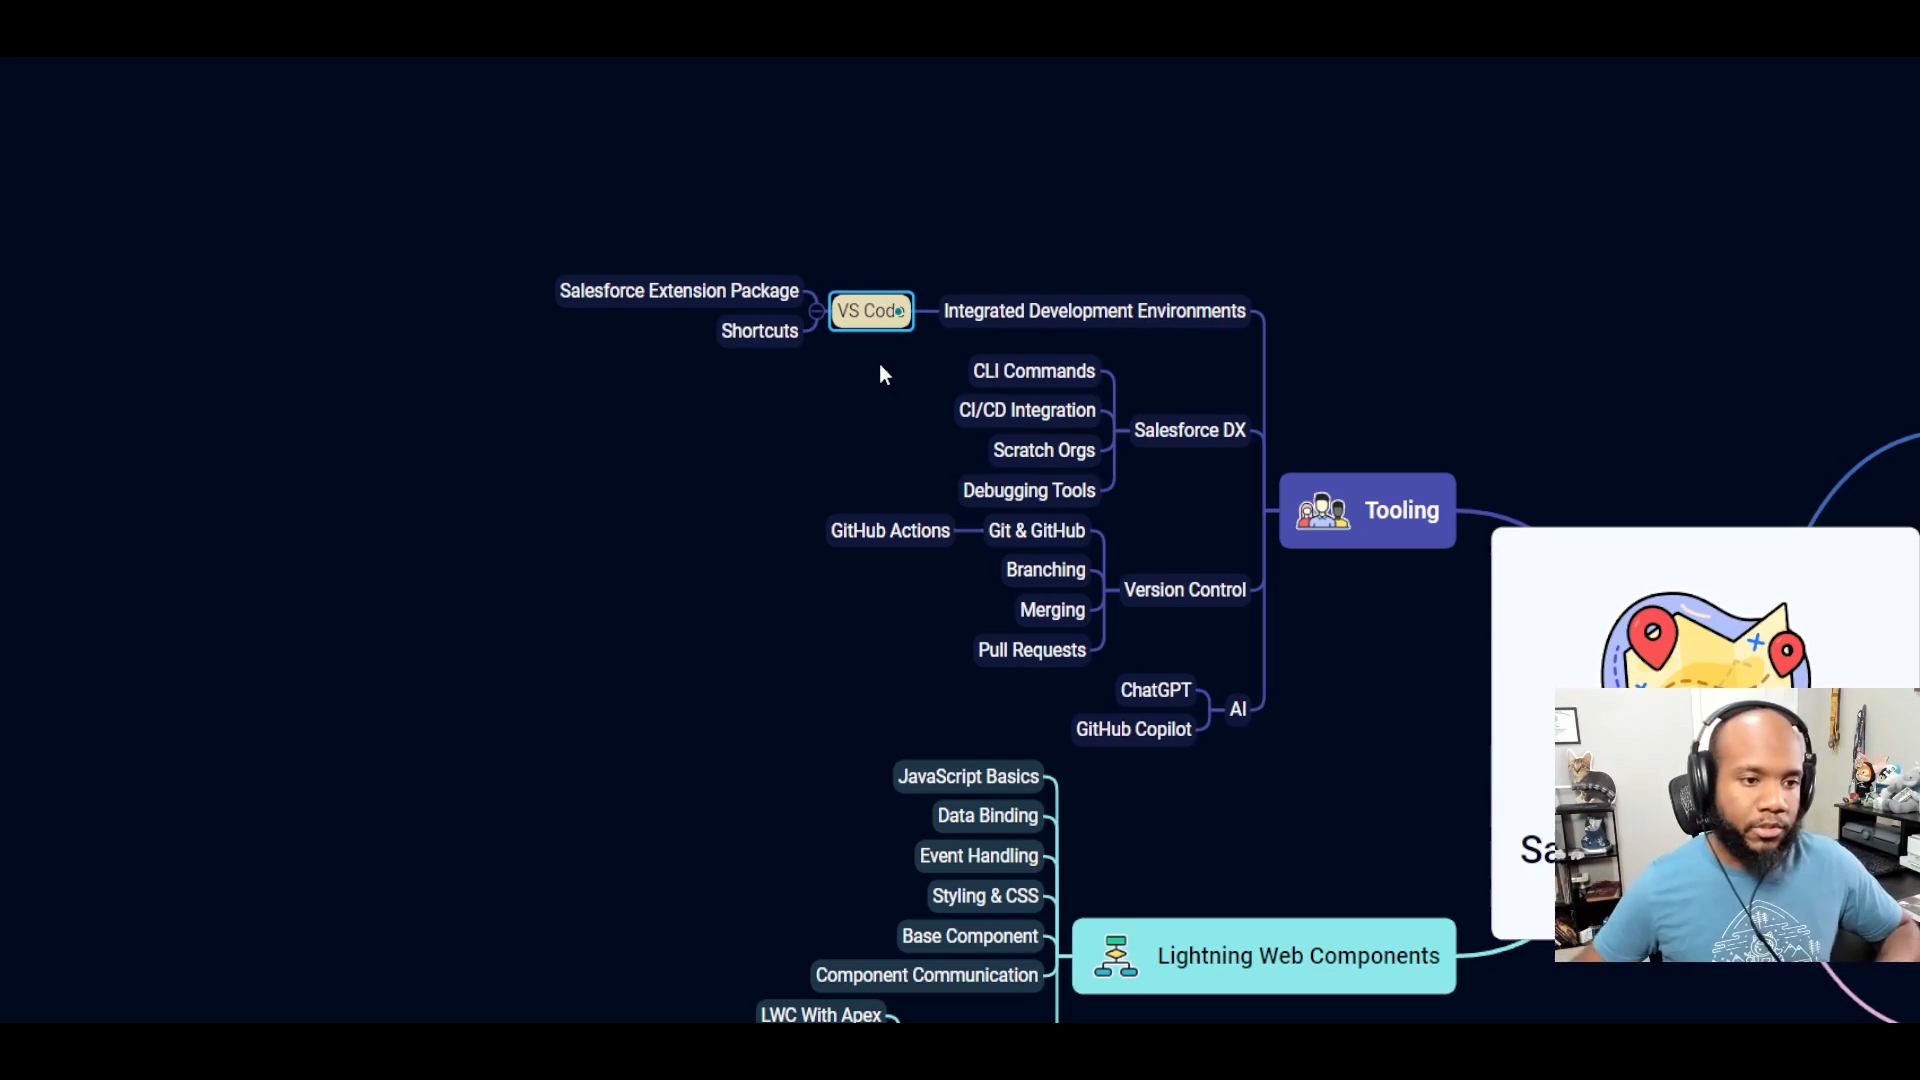 Salesforce Extension Package
Shortcuts
VS Code
Integrated Development Environments
CLI Commands
CI/CD Integration
Scratch Orgs
Debugging Tools
Salesforce DX
GitHub Actions
Git & GitHub
Branching
Merging
Pull Requests
Version Control
ChatGPT
GitHub Copilot
AI
Tooling
JavaScript Basics
Data Binding
Event Handling
Styling & CSS
Base Component
Component Communication
LWC With Apex
Lightning Web Components
Sa